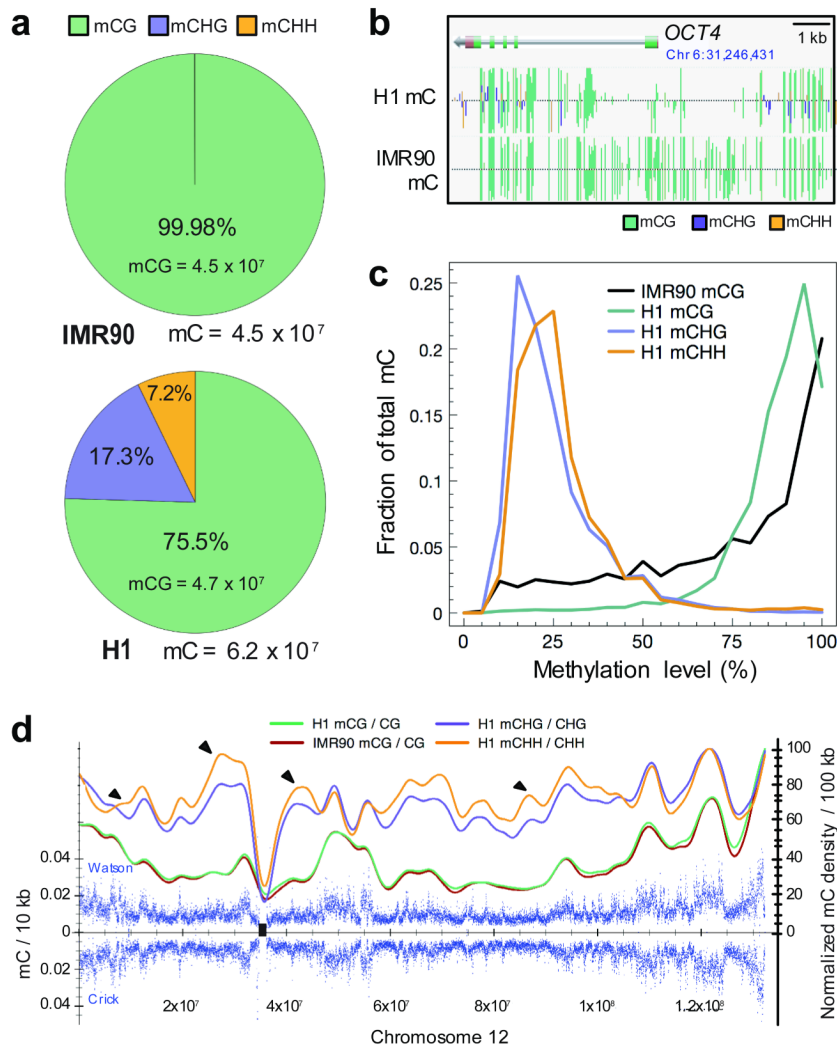 a
mCG mCHG mCHH
99.98%
mCG = 4.5 x 10⁷
IMR90 mC = 4.5 x 10⁷
7.2%
17.3%
75.5%
mCG = 4.7 x 10⁷
H1 mC = 6.2 x 10⁷
b
OCT4
1 kb
Chr 6:31,246,431
H1 mC
IMR90
mC
mCG mCHG mCHH
c
IMR90 mCG
H1 mCG
H1 mCHG
H1 mCHH
Fraction of total mC
0.25
0.2
0.15
0.1
0.05
0
0 25 50 75 100
Methylation level (%)
d
H1 mCG / CG
H1 mCHG / CHG
IMR90 mCG / CG
H1 mCHH / CHH
mC / 10 kb
0.04
0.02
0
0.02
0.04
Watson
Crick
100
80
60
40
20
0
Normalized mC density / 100 kb
2x10⁷ 4x10⁷ 6x10⁷ 8x10⁷ 1x10⁸ 1.2x10⁸
Chromosome 12